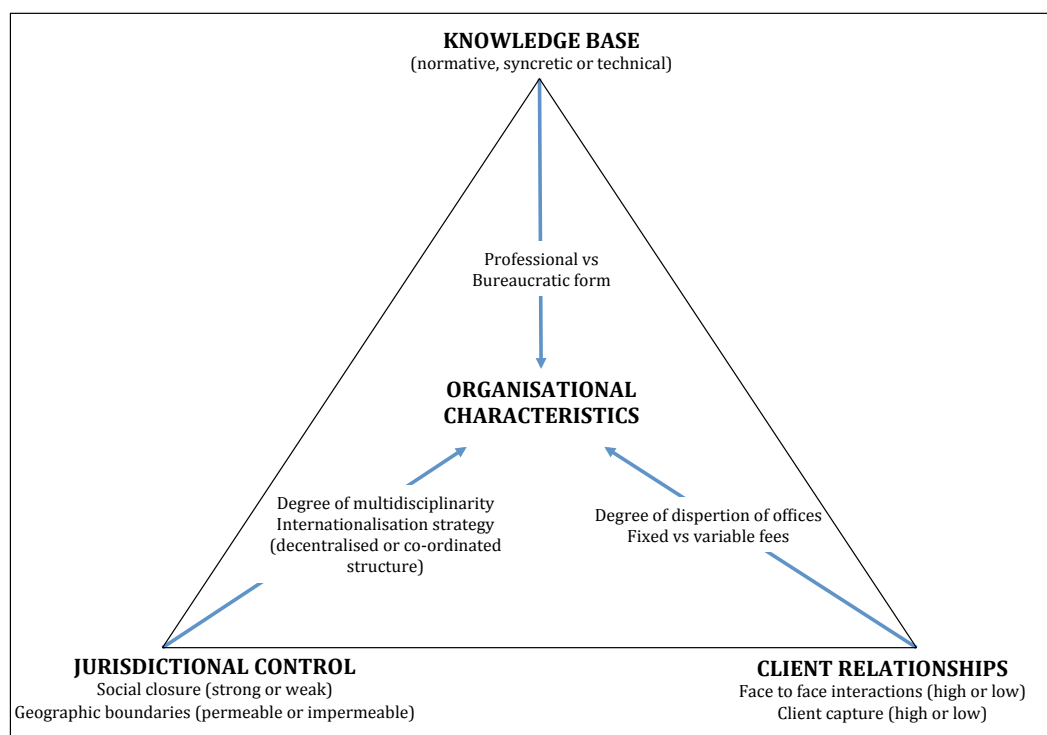 KNOWLEDGE BASE
(normative, syncretic or technical)
Professional vs
Bureaucratic form
ORGANISATIONAL
CHARACTERISTICS
Degree of multidisciplinarity
Internationalisation strategy
(decentralised or co-ordinated
structure)
Degree of dispertion of offices
Fixed vs variable fees
JURISDICTIONAL CONTROL
Social closure (strong or weak)
Geographic boundaries (permeable or impermeable)
CLIENT RELATIONSHIPS
Face to face interactions (high or low)
Client capture (high or low)